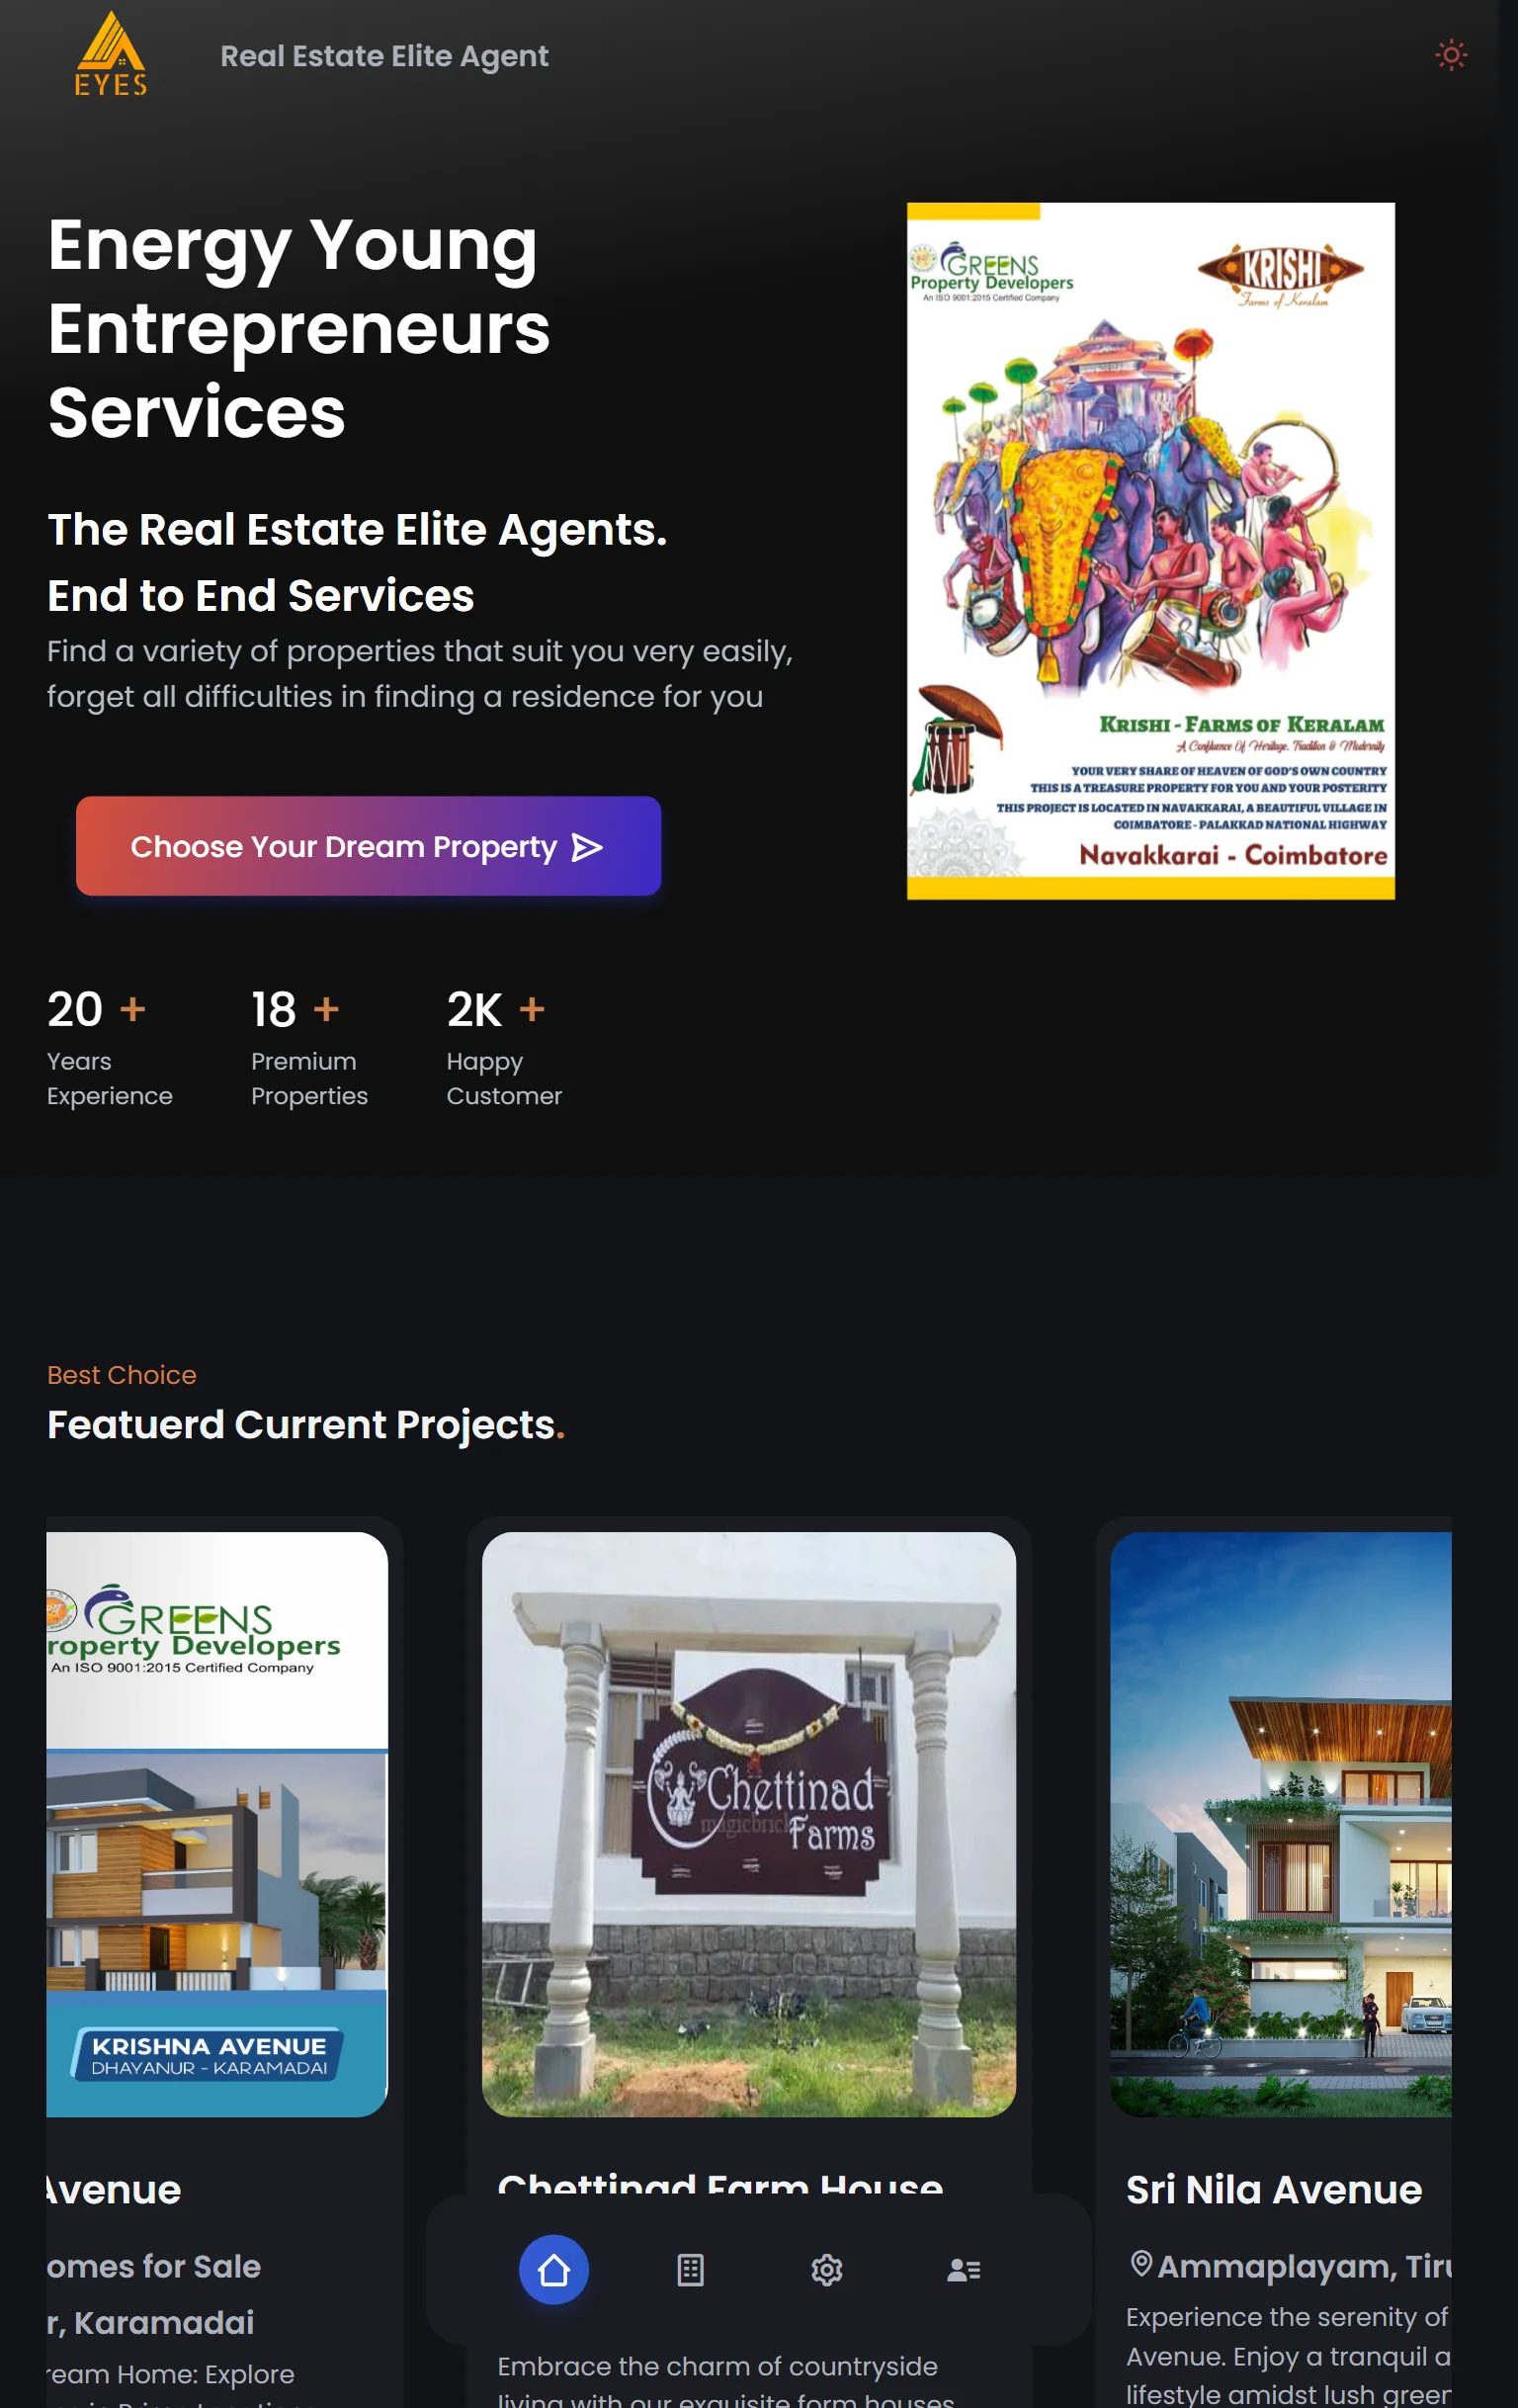 EYES
Real Estate Elite Agent
Energy Young
Entrepreneurs
Services
The Real Estate Elite Agents.
End to End Services
Find a variety of properties that suit you very easily,
forget all difficulties in finding a residence for you
Choose Your Dream Property
20 +
Years
Experience
18 +
Premium
Properties
2K +
Happy
Customer
GREENS
Property Developers
An ISO 9001:2015 Certified Company
KRISHI
Farms of Keralam
KRISHI - FARMS OF KERALAM
A Confluence Of Heritage, Tradition & Modernity
YOUR VERY SHARE OF HEAVEN OF GOD'S OWN COUNTRY
THIS IS A TREASURE PROPERTY FOR YOU AND YOUR POSTERITY
THIS PROJECT IS LOCATED IN NAVAKKARAI, A BEAUTIFUL VILLAGE IN
COIMBATORE - PALAKKAD NATIONAL HIGHWAY
Navakkarai - Coimbatore
Best Choice
Featuerd Current Projects.
GREENS
roperty Developers
An ISO 9001:2015 Certified Company
KRISHNA AVENUE
DHAYANUR - KARAMADAI
Avenue
omes for Sale
r, Karamadai
ream Home: Explore
Chettinad
magicbrick
Farms
Chettinad Farm House
Embrace the charm of countryside
living with our exquisite form houses
Sri Nila Avenue
Ammaplayam, Tiru
Experience the serenity of
Avenue. Enjoy a tranquil a
lifestyle amidst lush green